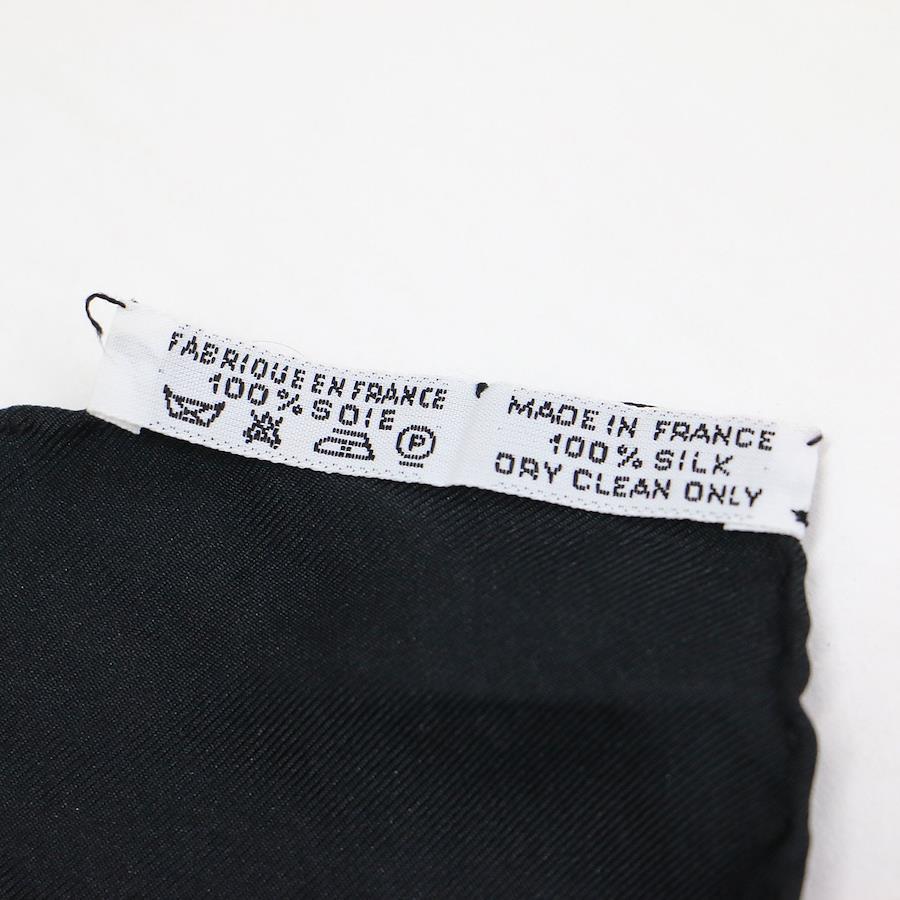 FABRIQUE EN FRANCE
100% SOIE
P
MADE IN FRANCE
100% SILK
DRY CLEAN ONLY